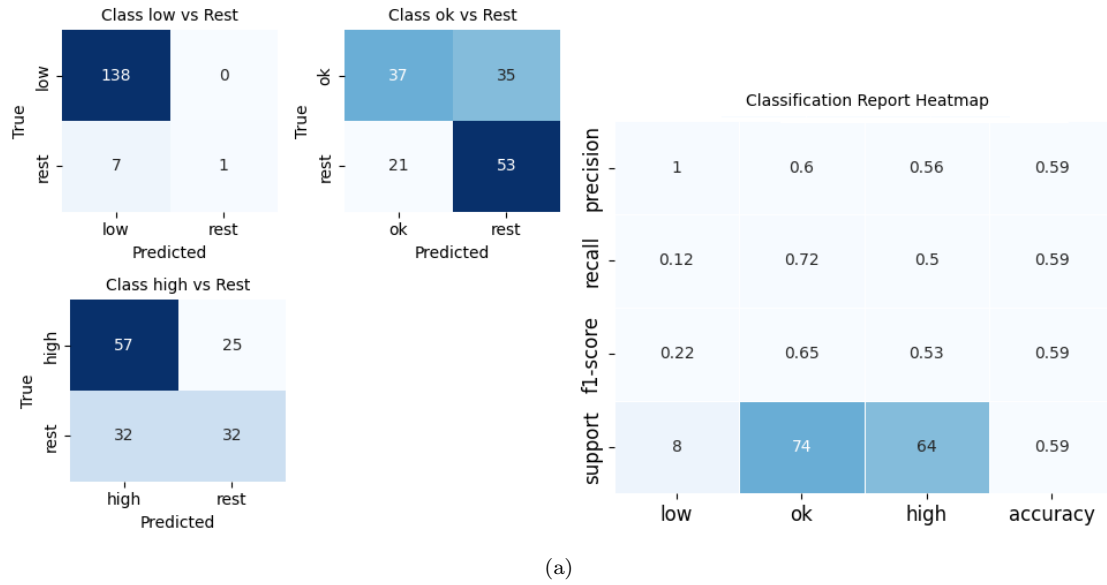 Class low vs Rest
True
low
138
0
rest
7
1
low
rest
Predicted
Class ok vs Rest
True
ok
37
35
rest
21
53
ok
rest
Predicted
Class high vs Rest
True
high
57
25
rest
32
32
high
rest
Predicted
Classification Report Heatmap
precision
1
0.6
0.56
0.59
recall
0.12
0.72
0.5
0.59
f1-score
0.22
0.65
0.53
0.59
support
8
74
64
0.59
low
ok
high
accuracy
(a)